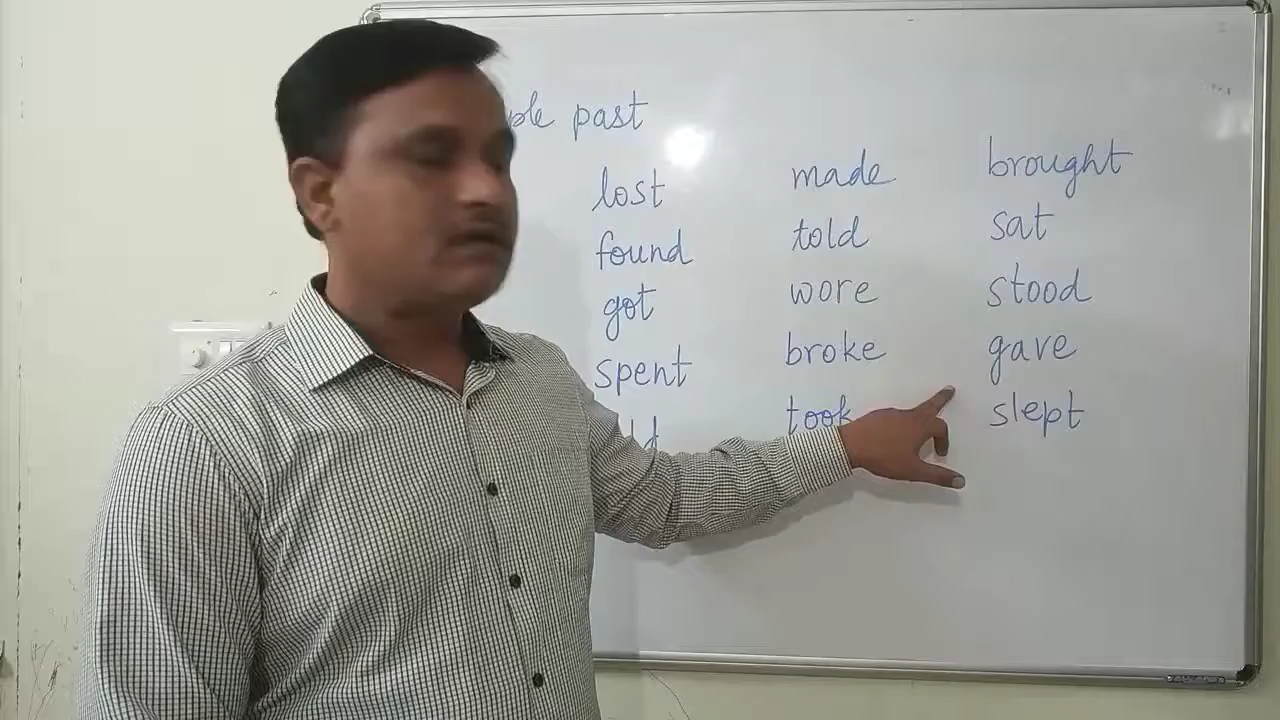 past
lost made brought
found told sat
got wore stood
spent broke gave
took slept